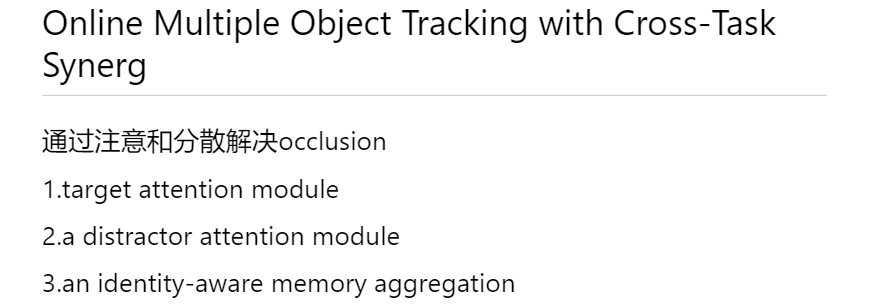 Online Multiple Object Tracking with Cross-Task
Synerg
通过注意和分散解决occlusion
1.target attention module
2.a distractor attention module
3.an identity-aware memory aggregation